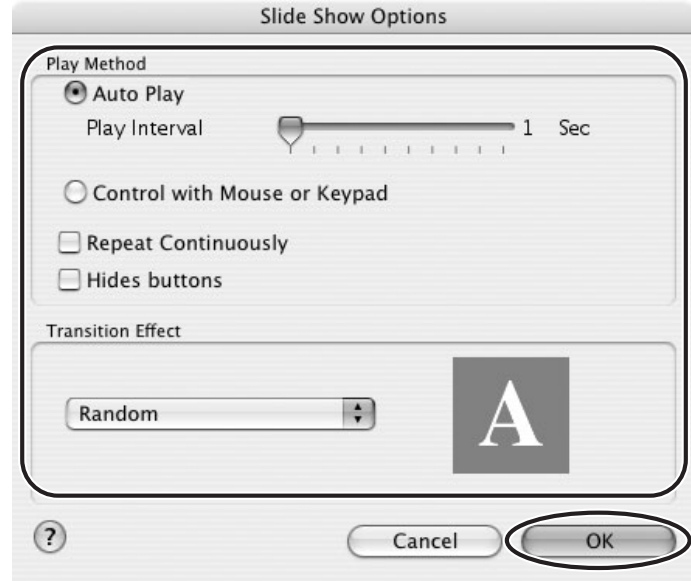 Slide Show Options
Play Method
Auto Play
Play Interval 1 Sec
Control with Mouse or Keypad
Repeat Continuously
Hides buttons
Transition Effect
Random
A
? Cancel OK